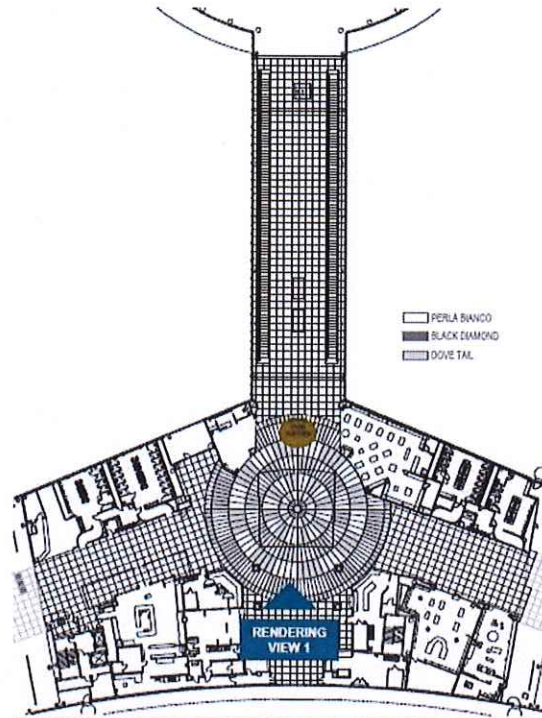 PERLA BIANCO
BLACK DIAMOND
DOVE TAIL
RENDERING
VIEW 1